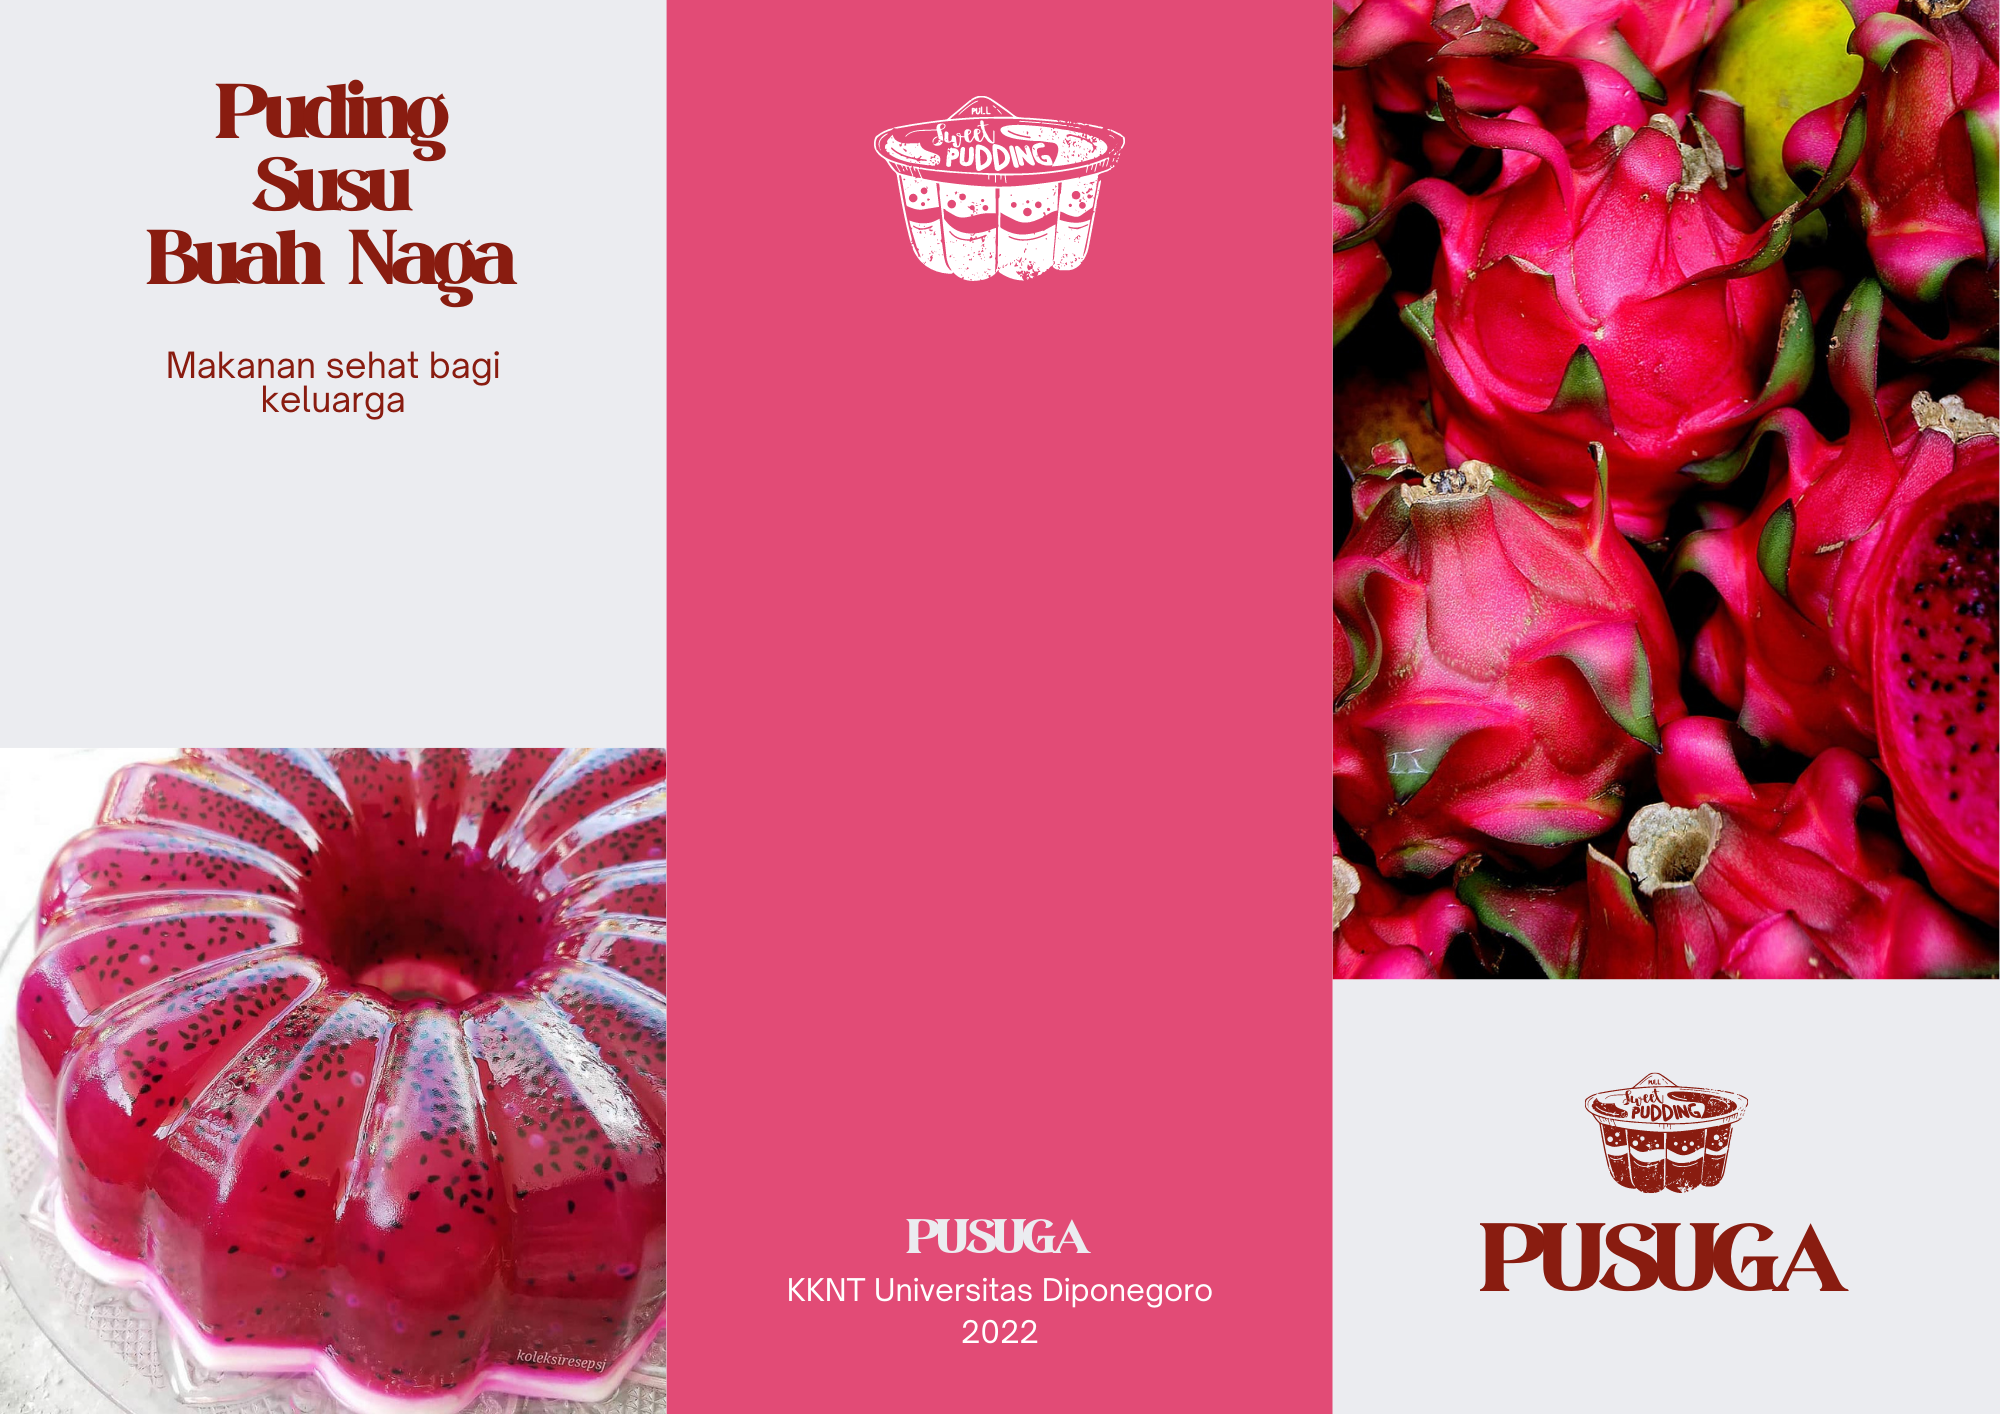 Puding
Susu
Buah Naga
Makanan sehat bagi
keluarga
koleksiresepsj
PULL
Sweet
PUDDING
PUSUGA
KKNT Universitas Diponegoro
2022
PULL
Sweet
PUDDING
PUSUGA